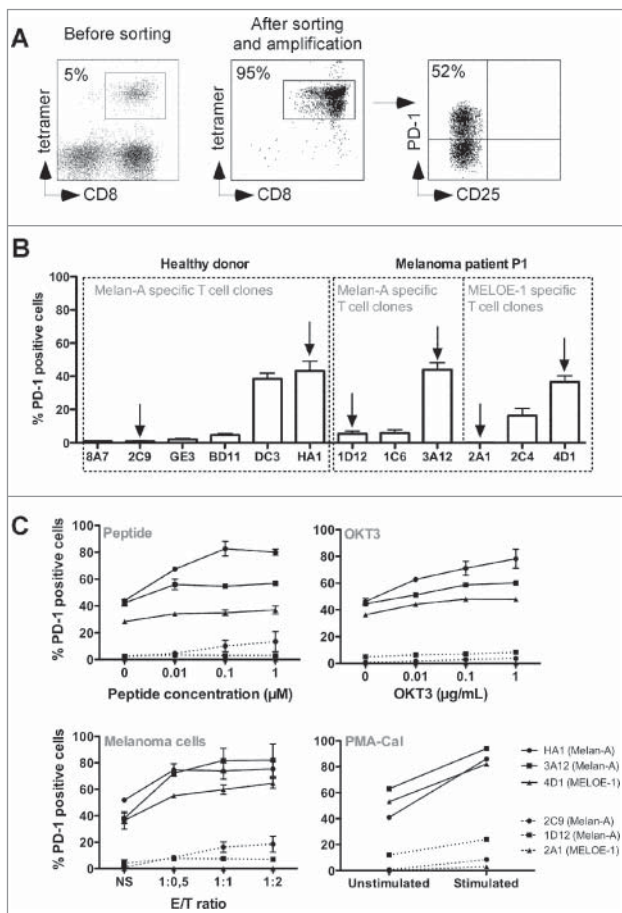 A
Before sorting
After sorting
and amplification
5%
95%
52%
tetramer
tetramer
PD-1
CD8
CD8
CD25
B
Healthy donor
Melanoma patient P1
Melan-A specific T cell clones
Melan-A specific
T cell clones
MELOE-1 specific
T cell clones
% PD-1 positive cells
100
80
60
40
20
0
8A7 2C9 GE3 BD11 DC3 HA1 1D12 1C6 3A12 2A1 2C4 4D1
C
Peptide
% PD-1 positive cells
100
80
60
40
20
0
0 0.01 0.1 1
Peptide concentration (µM)
OKT3
100
80
60
40
20
0
0 0.01 0.1 1
OKT3 (µg/mL)
Melanoma cells
% PD-1 positive cells
100
80
60
40
20
0
NS 1:0,5 1:1 1:2
E/T ratio
PMA-Cal
100
80
60
40
20
0
Unstimulated Stimulated
HA1 (Melan-A)
3A12 (Melan-A)
4D1 (MELOE-1)
2C9 (Melan-A)
1D12 (Melan-A)
2A1 (MELOE-1)